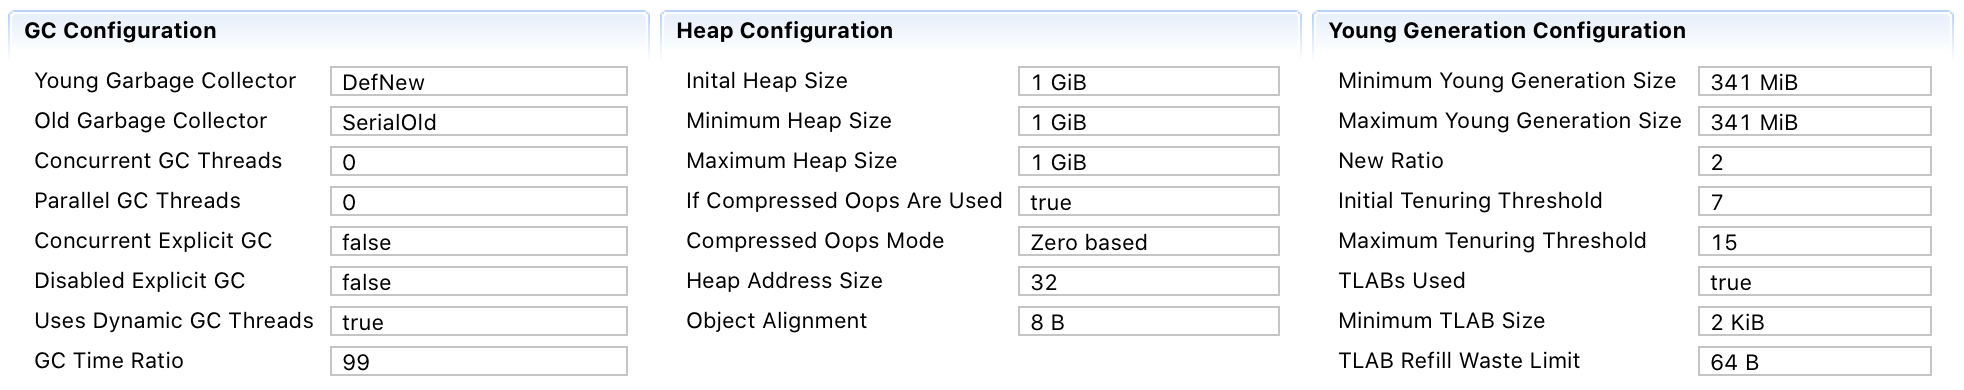 GC Configuration
Young Garbage Collector DefNew
Old Garbage Collector SerialOld
Concurrent GC Threads 0
Parallel GC Threads 0
Concurrent Explicit GC false
Disabled Explicit GC false
Uses Dynamic GC Threads true
GC Time Ratio 99
Heap Configuration
Inital Heap Size 1 GiB
Minimum Heap Size 1 GiB
Maximum Heap Size 1 GiB
If Compressed Oops Are Used true
Compressed Oops Mode Zero based
Heap Address Size 32
Object Alignment 8 B
Young Generation Configuration
Minimum Young Generation Size 341 MiB
Maximum Young Generation Size 341 MiB
New Ratio 2
Initial Tenuring Threshold 7
Maximum Tenuring Threshold 15
TLABs Used true
Minimum TLAB Size 2 KiB
TLAB Refill Waste Limit 64 B